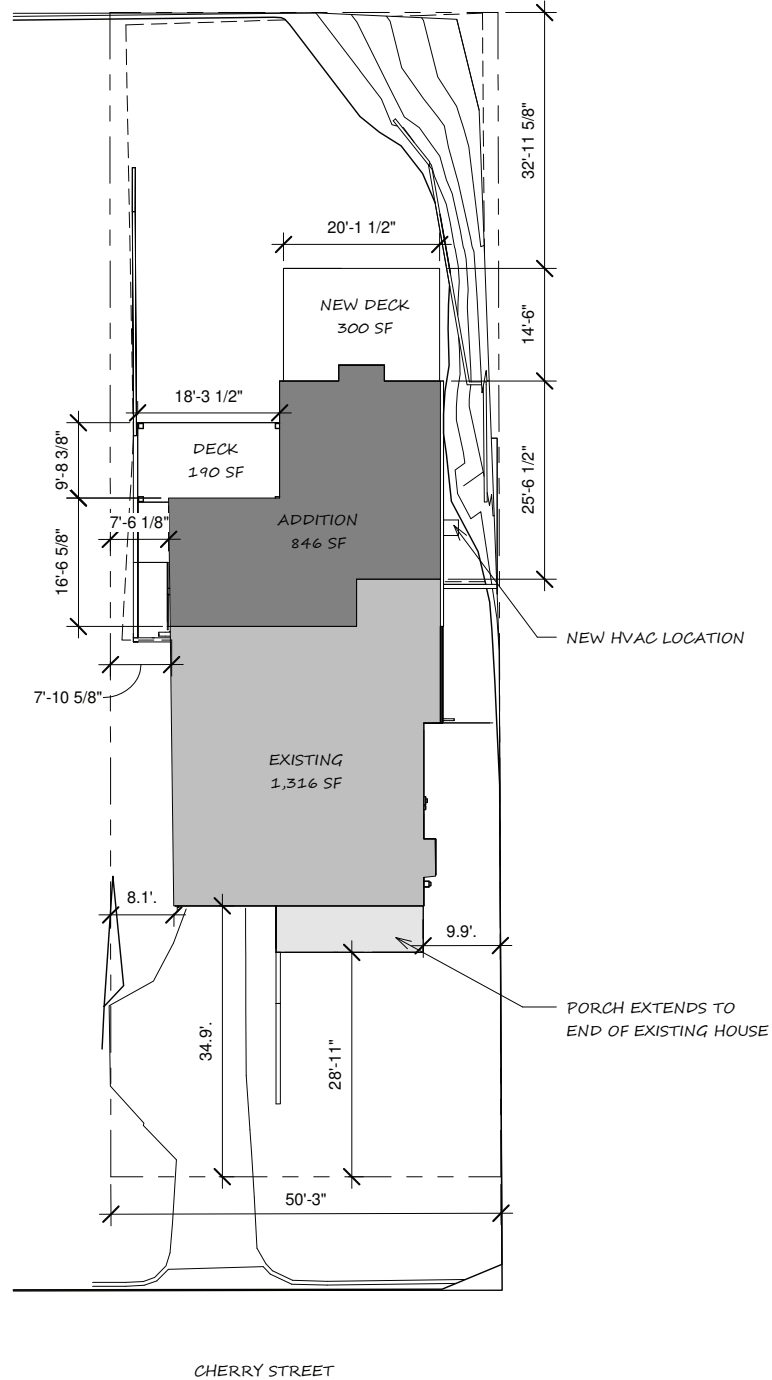 32'-11 5/8"
20'-1 1/2"
NEW DECK
300 SF
14'-6"
18'-3 1/2"
9'-8 3/8"
DECK
190 SF
25'-6 1/2"
7'-6 1/8"
ADDITION
846 SF
16'-6 5/8"
NEW HVAC LOCATION
7'-10 5/8"
EXISTING
1,316 SF
8.1'.
9.9'.
PORCH EXTENDS TO
END OF EXISTING HOUSE
34.9'.
28'-11"
50'-3"
CHERRY STREET